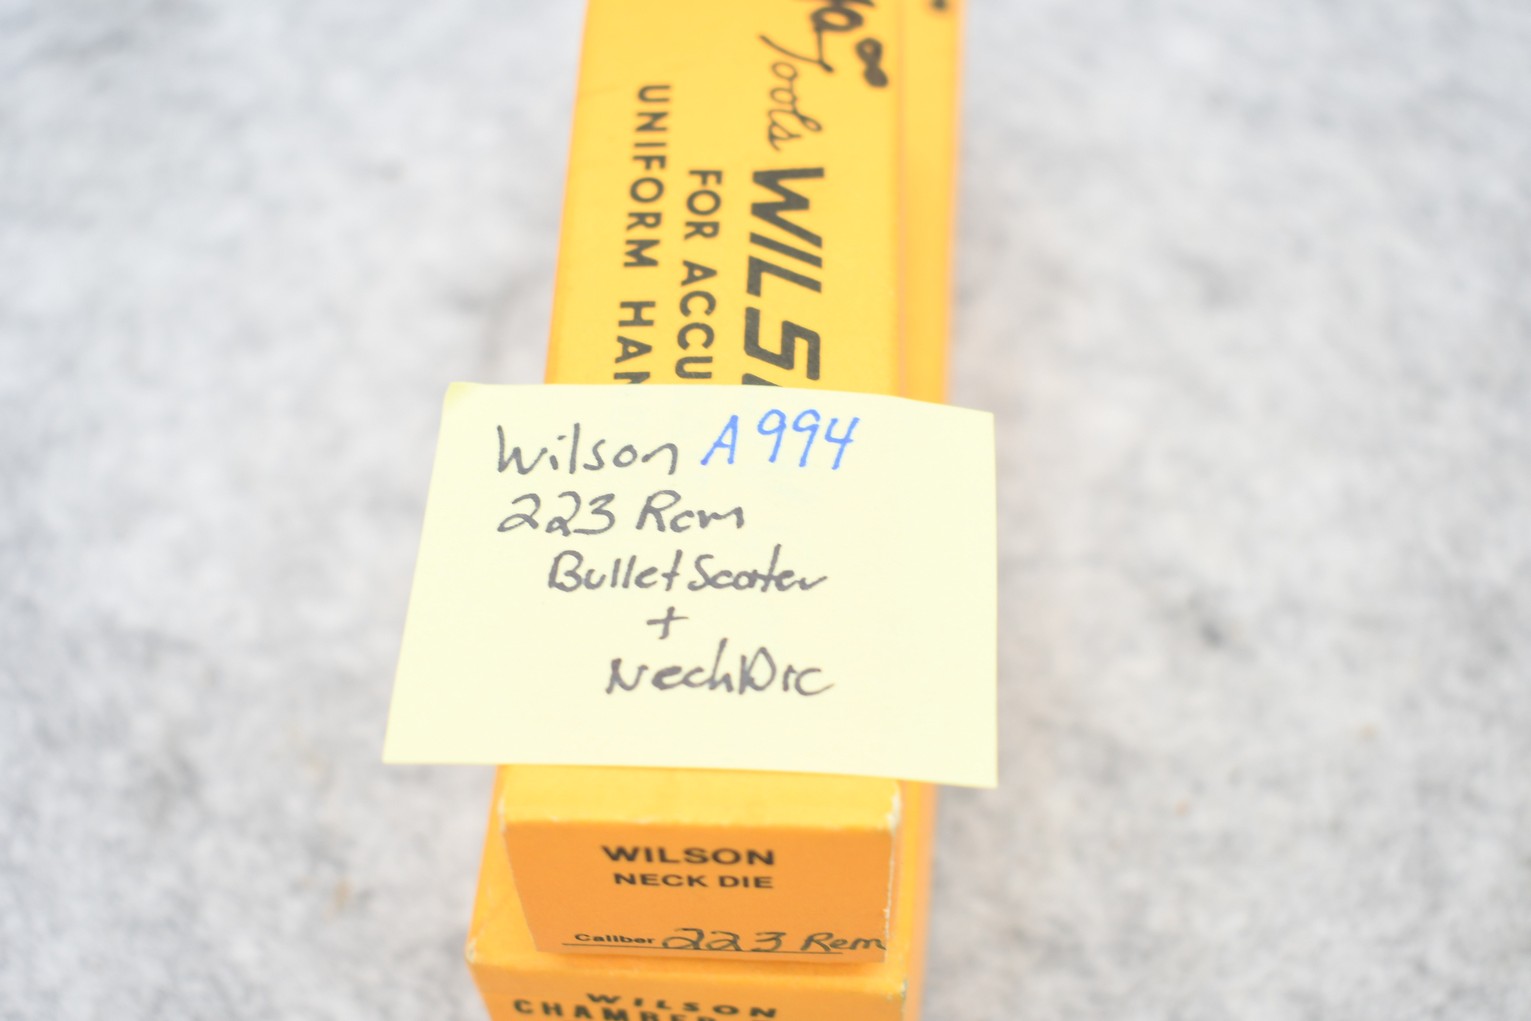 Tools WILS
FOR ACCU
UNIFORM HAN
Wilson A994
223 Rem
Bullet Seater
+
Neck Die
WILSON
NECK DIE
Caliber 223 Rem
WILSON
CHAMBER